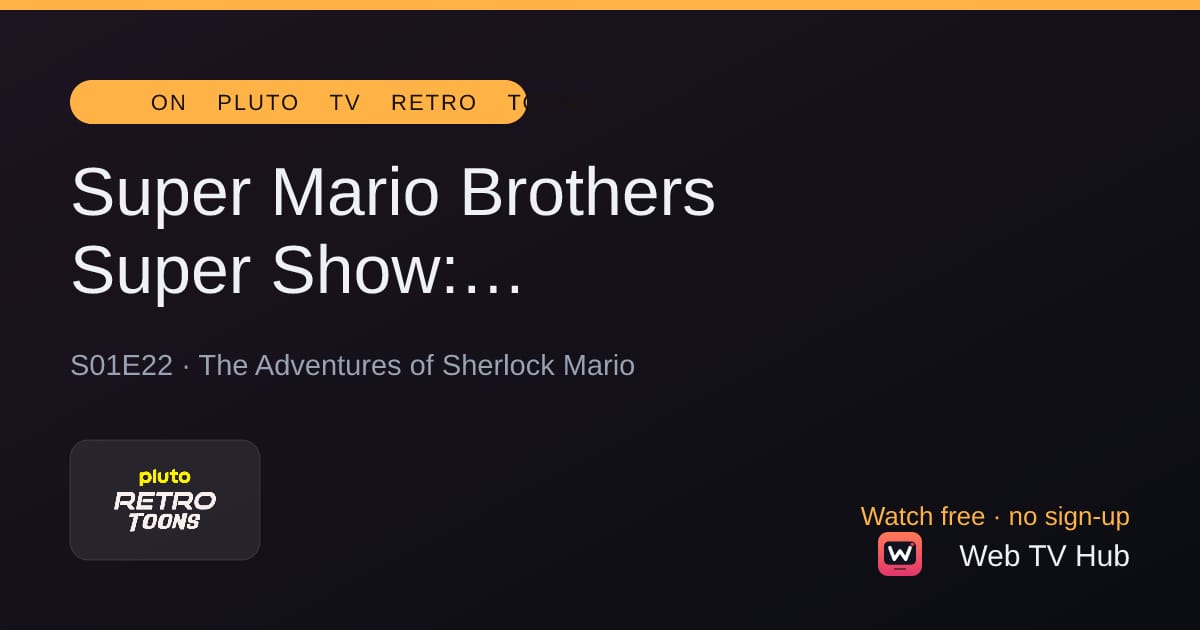 ON PLUTO TV RETRO TOONS
Super Mario Brothers
Super Show:...
S01E22 · The Adventures of Sherlock Mario
pluto
RETRO
TOONS
Watch free · no sign-up
W
Web TV Hub